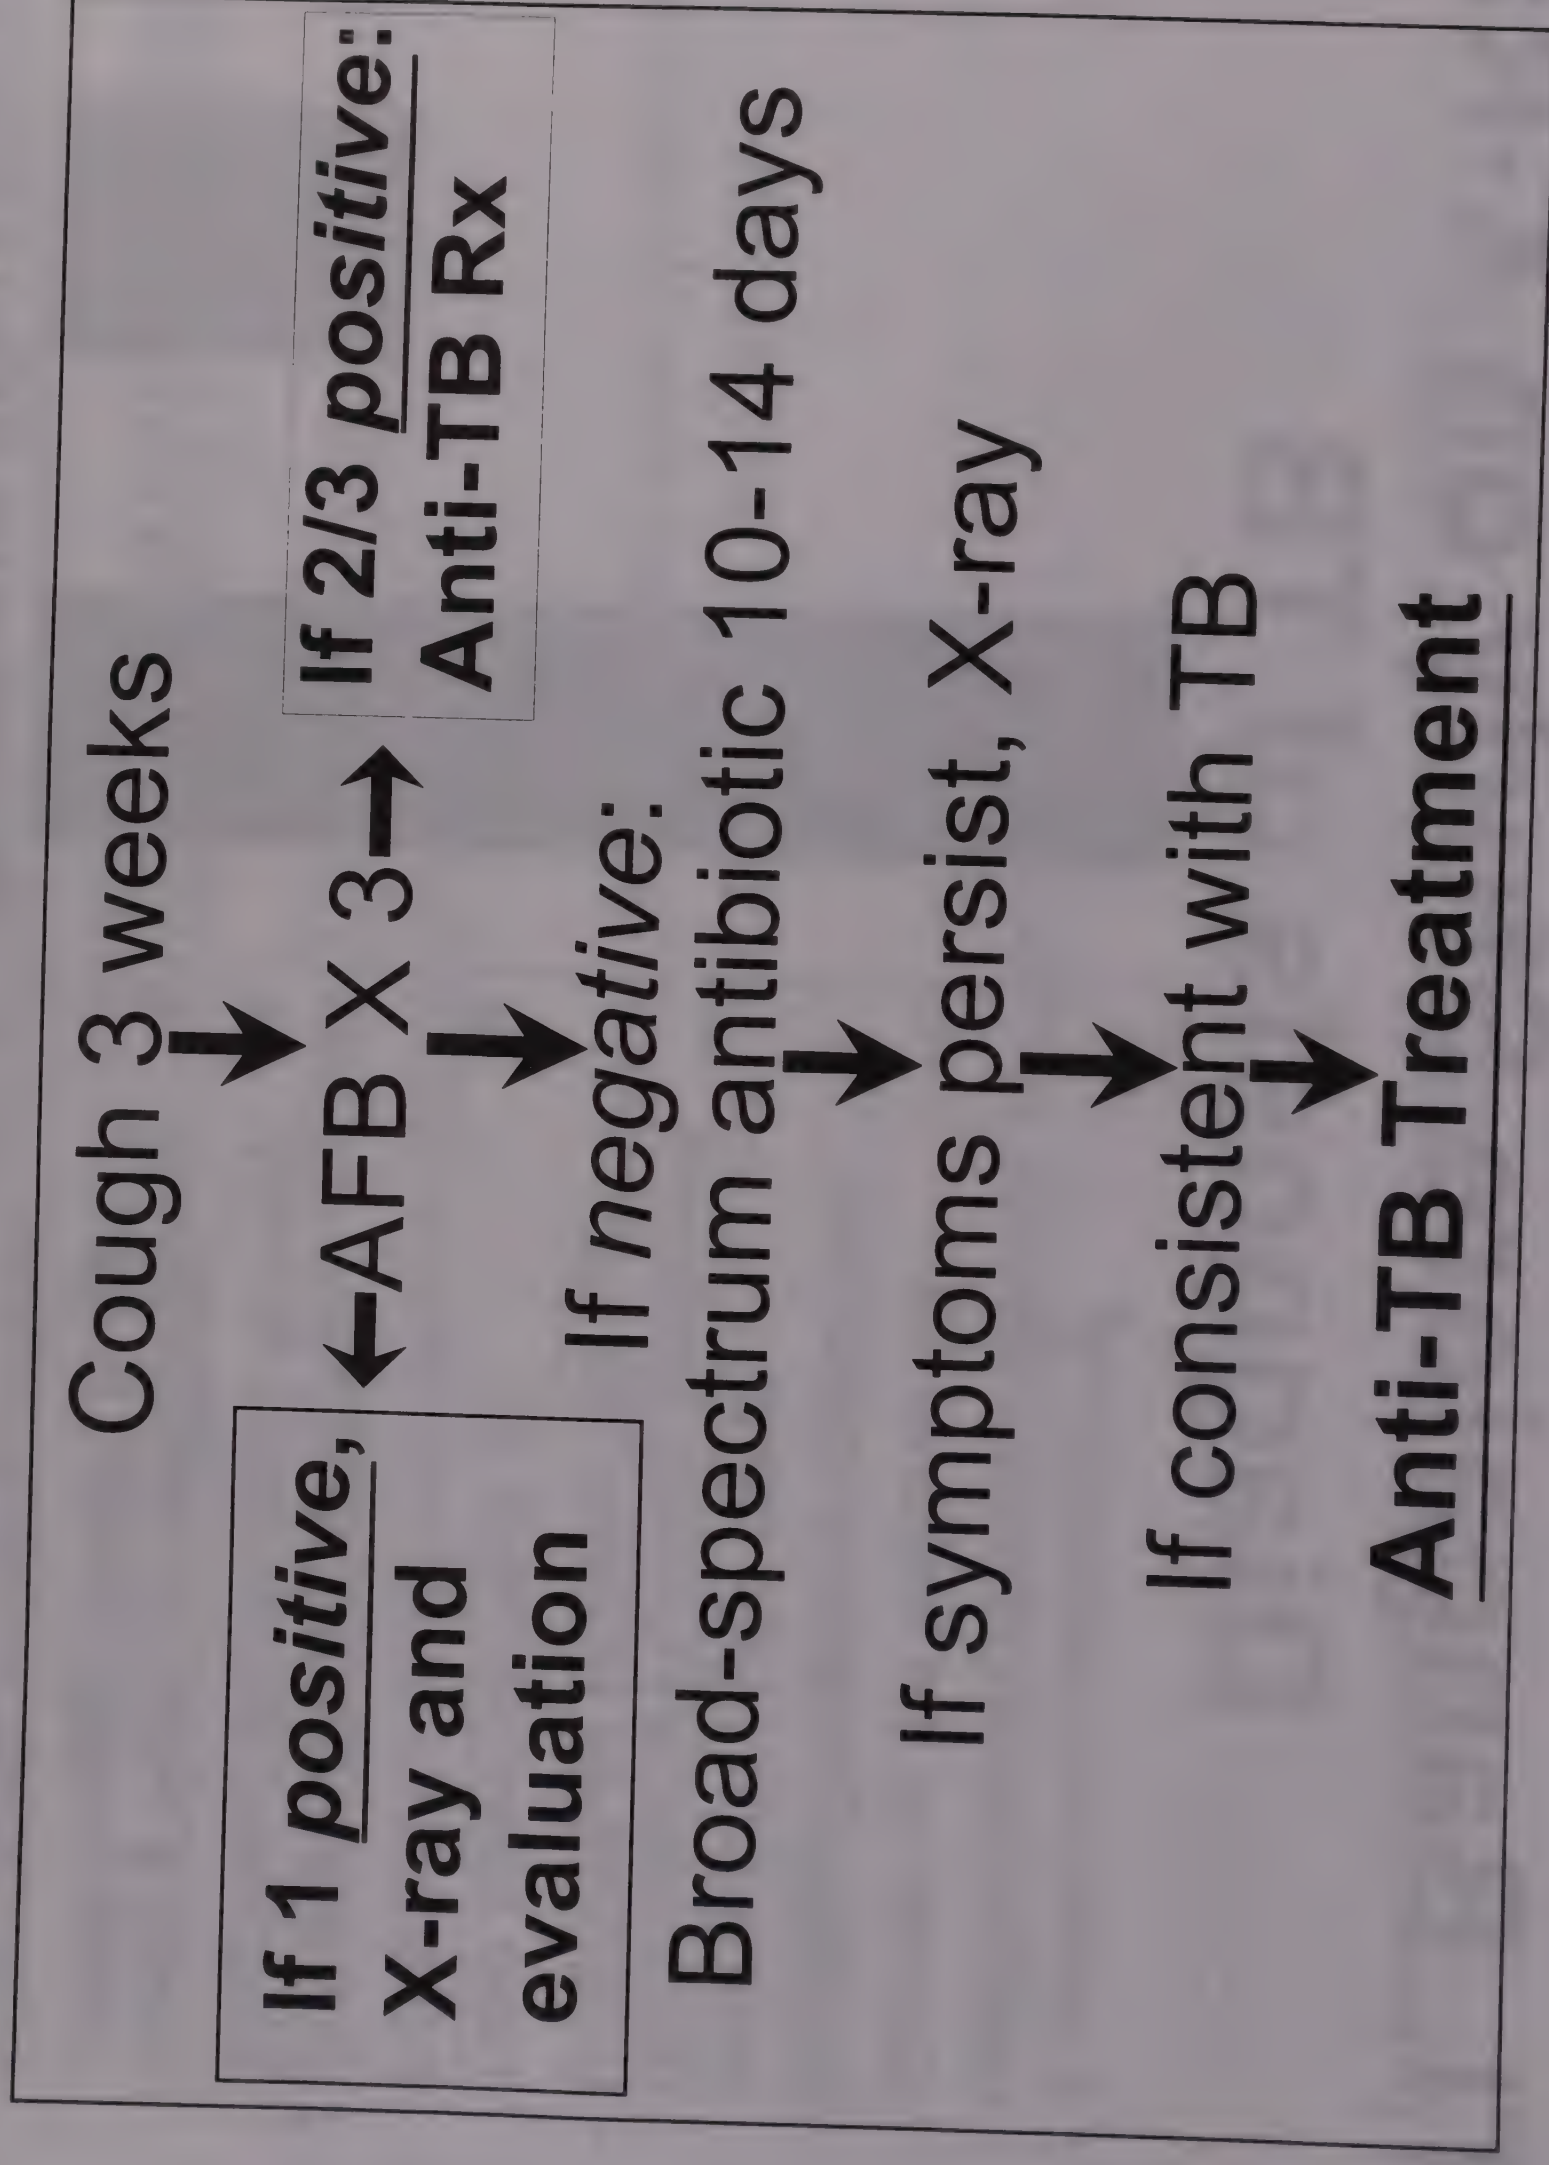 Cough 3 weeks
If 1 positive,
X-ray and
evaluation
AFB X 3
If 2/3 positive:
Anti-TB Rx
If negative:
Broad-spectrum antibiotic 10-14 days
If symptoms persist, X-ray
If consistent with TB
Anti-TB Treatment